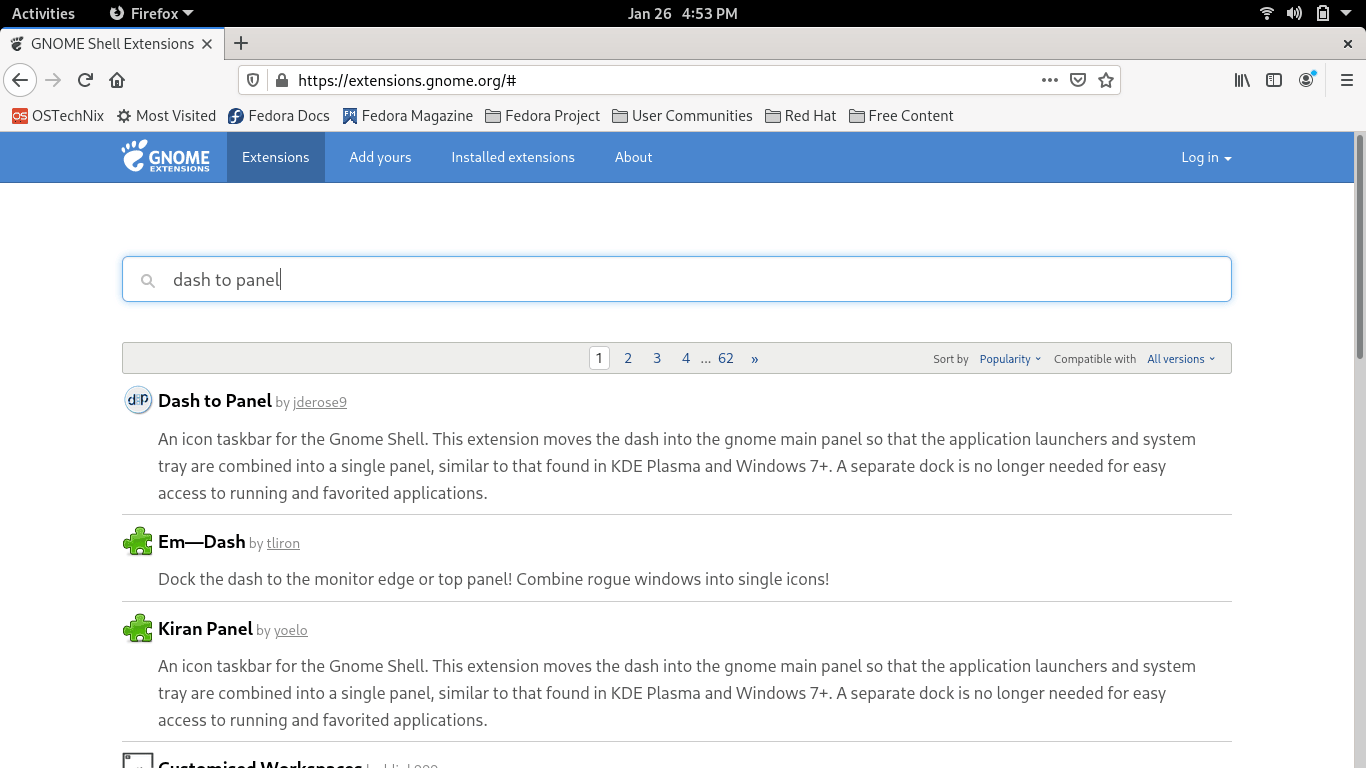 Activities Firefox Jan 26 4:53 PM
GNOME Shell Extensions
https://extensions.gnome.org/#
OSTechNix Most Visited Fedora Docs Fedora Magazine Fedora Project User Communities Red Hat Free Content
GNOME EXTENSIONS Extensions Add yours Installed extensions About Log in
dash to panel
1 2 3 4 ... 62 » Sort by Popularity Compatible with All versions
Dash to Panel by jderose9
An icon taskbar for the Gnome Shell. This extension moves the dash into the gnome main panel so that the application launchers and system
tray are combined into a single panel, similar to that found in KDE Plasma and Windows 7+. A separate dock is no longer needed for easy
access to running and favorited applications.
Em—Dash by tliron
Dock the dash to the monitor edge or top panel! Combine rogue windows into single icons!
Kiran Panel by yoelo
An icon taskbar for the Gnome Shell. This extension moves the dash into the gnome main panel so that the application launchers and system
tray are combined into a single panel, similar to that found in KDE Plasma and Windows 7+. A separate dock is no longer needed for easy
access to running and favorited applications.
Customised Workspaces